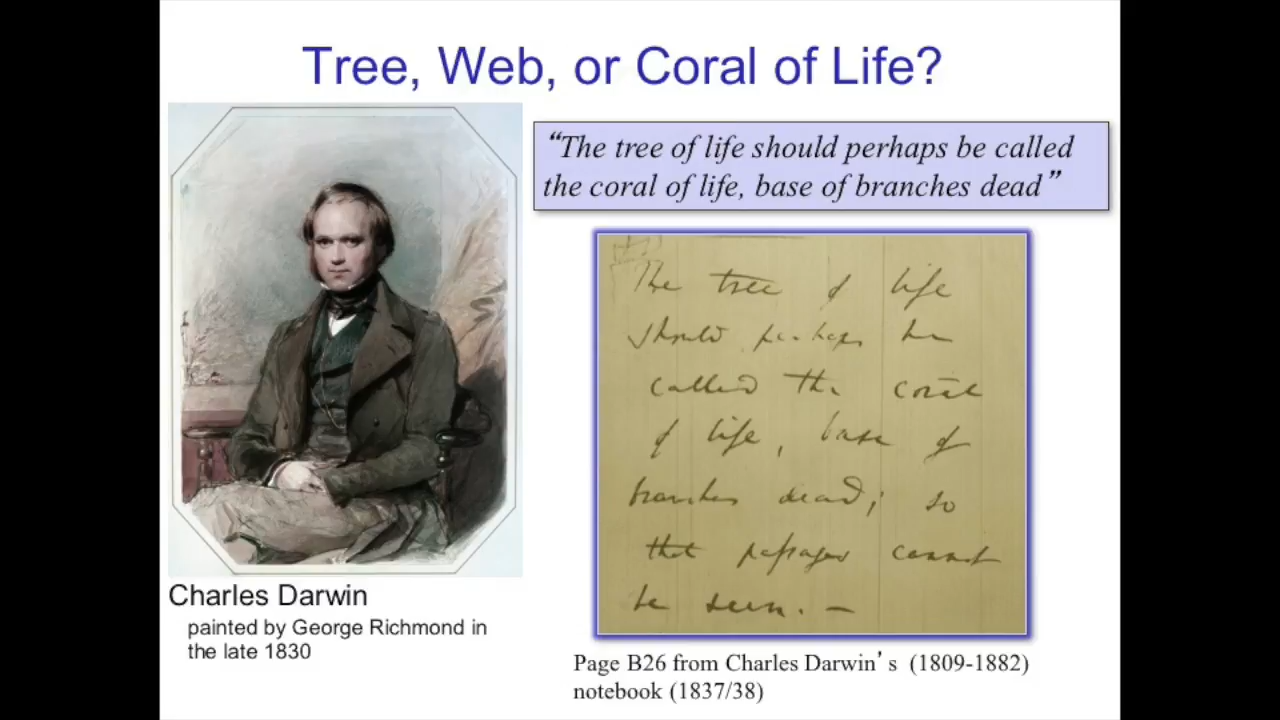 Tree, Web, or Coral of Life?
“The tree of life should perhaps be called
the coral of life, base of branches dead”
The tree of life
should perhaps be
called the coral
of life, base of
branches dead; so
that passages cannot
be seen. —
Charles Darwin
painted by George Richmond in
the late 1830
Page B26 from Charles Darwin’s (1809-1882)
notebook (1837/38)